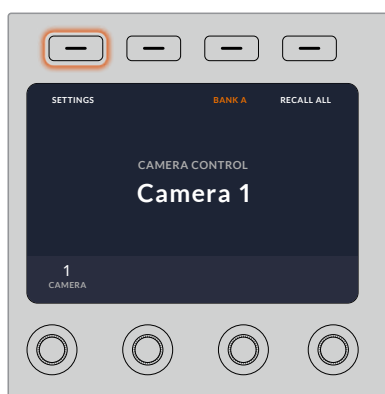 SETTINGS BANK A RECALL ALL
CAMERA CONTROL
Camera 1
1
CAMERA